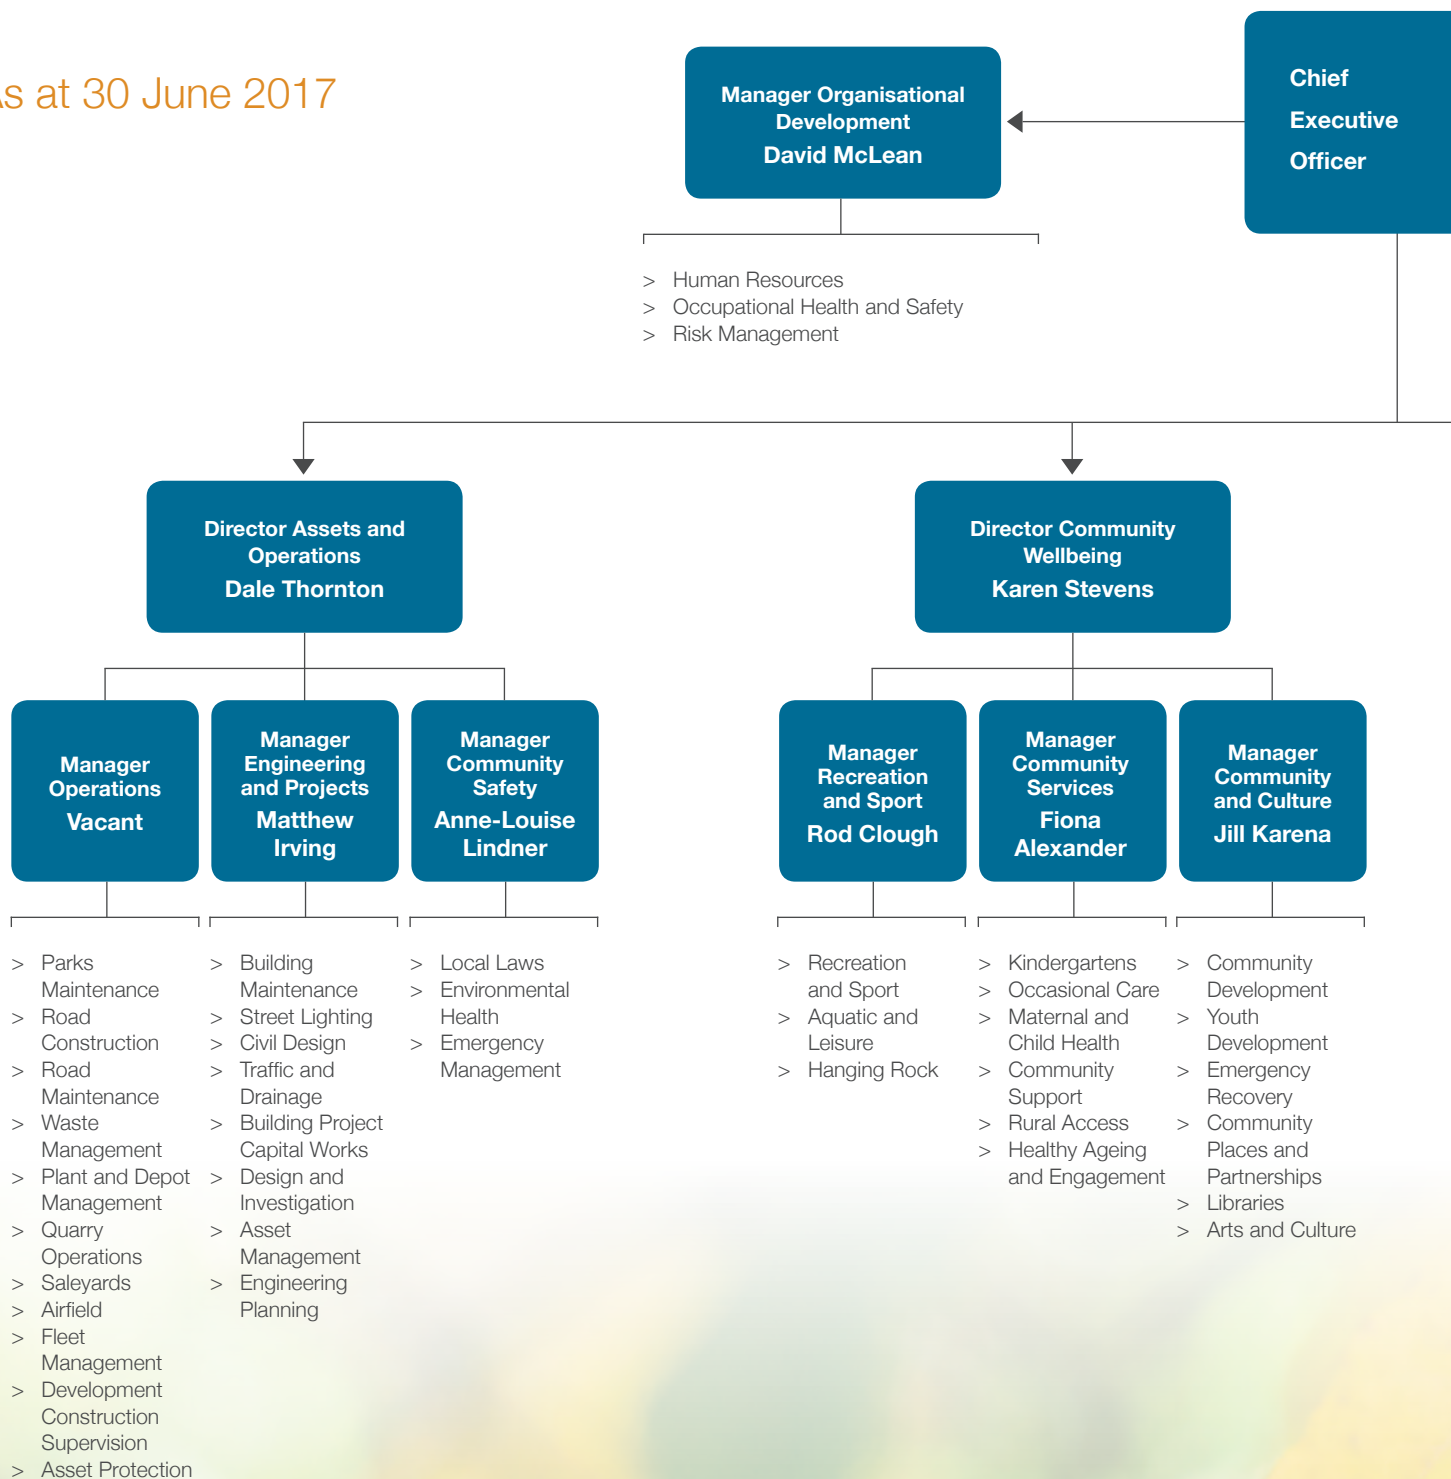 As at 30 June 2017
Manager Organisational
Development
David McLean
Chief
Executive
Officer
> Human Resources
> Occupational Health and Safety
> Risk Management
Director Assets and
Operations
Dale Thornton
Director Community
Wellbeing
Karen Stevens
Manager
Operations
Vacant
Manager
Engineering
and Projects
Matthew
Irving
Manager
Community
Safety
Anne-Louise
Lindner
Manager
Recreation
and Sport
Rod Clough
Manager
Community
Services
Fiona
Alexander
Manager
Community
and Culture
Jill Karena
> Parks
Maintenance
> Road
Construction
> Road
Maintenance
> Waste
Management
> Plant and Depot
Management
> Quarry
Operations
> Saleyards
> Airfield
> Fleet
Management
> Development
Construction
Supervision
> Asset Protection
> Building
Maintenance
> Street Lighting
> Civil Design
> Traffic and
Drainage
> Building Project
Capital Works
> Design and
Investigation
> Asset
Management
> Engineering
Planning
> Local Laws
> Environmental
Health
> Emergency
Management
> Recreation
and Sport
> Aquatic and
Leisure
> Hanging Rock
> Kindergartens
> Occasional Care
> Maternal and
Child Health
> Community
Support
> Rural Access
> Healthy Ageing
and Engagement
> Community
Development
> Youth
Development
> Emergency
Recovery
> Community
Places and
Partnerships
> Libraries
> Arts and Culture